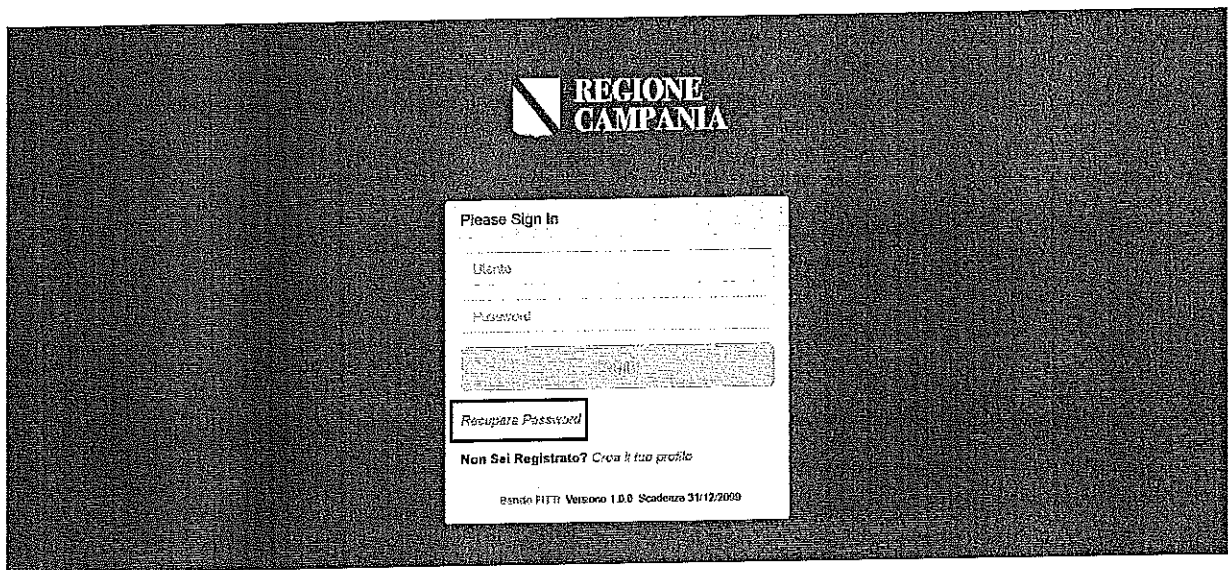 REGIONE
CAMPANIA
Please Sign In
Utente
Password
Recupera Password
Non Sei Registrato? Crea il tuo profilo
Bando Versione 1.0.0 Scadenza 31/12/2099